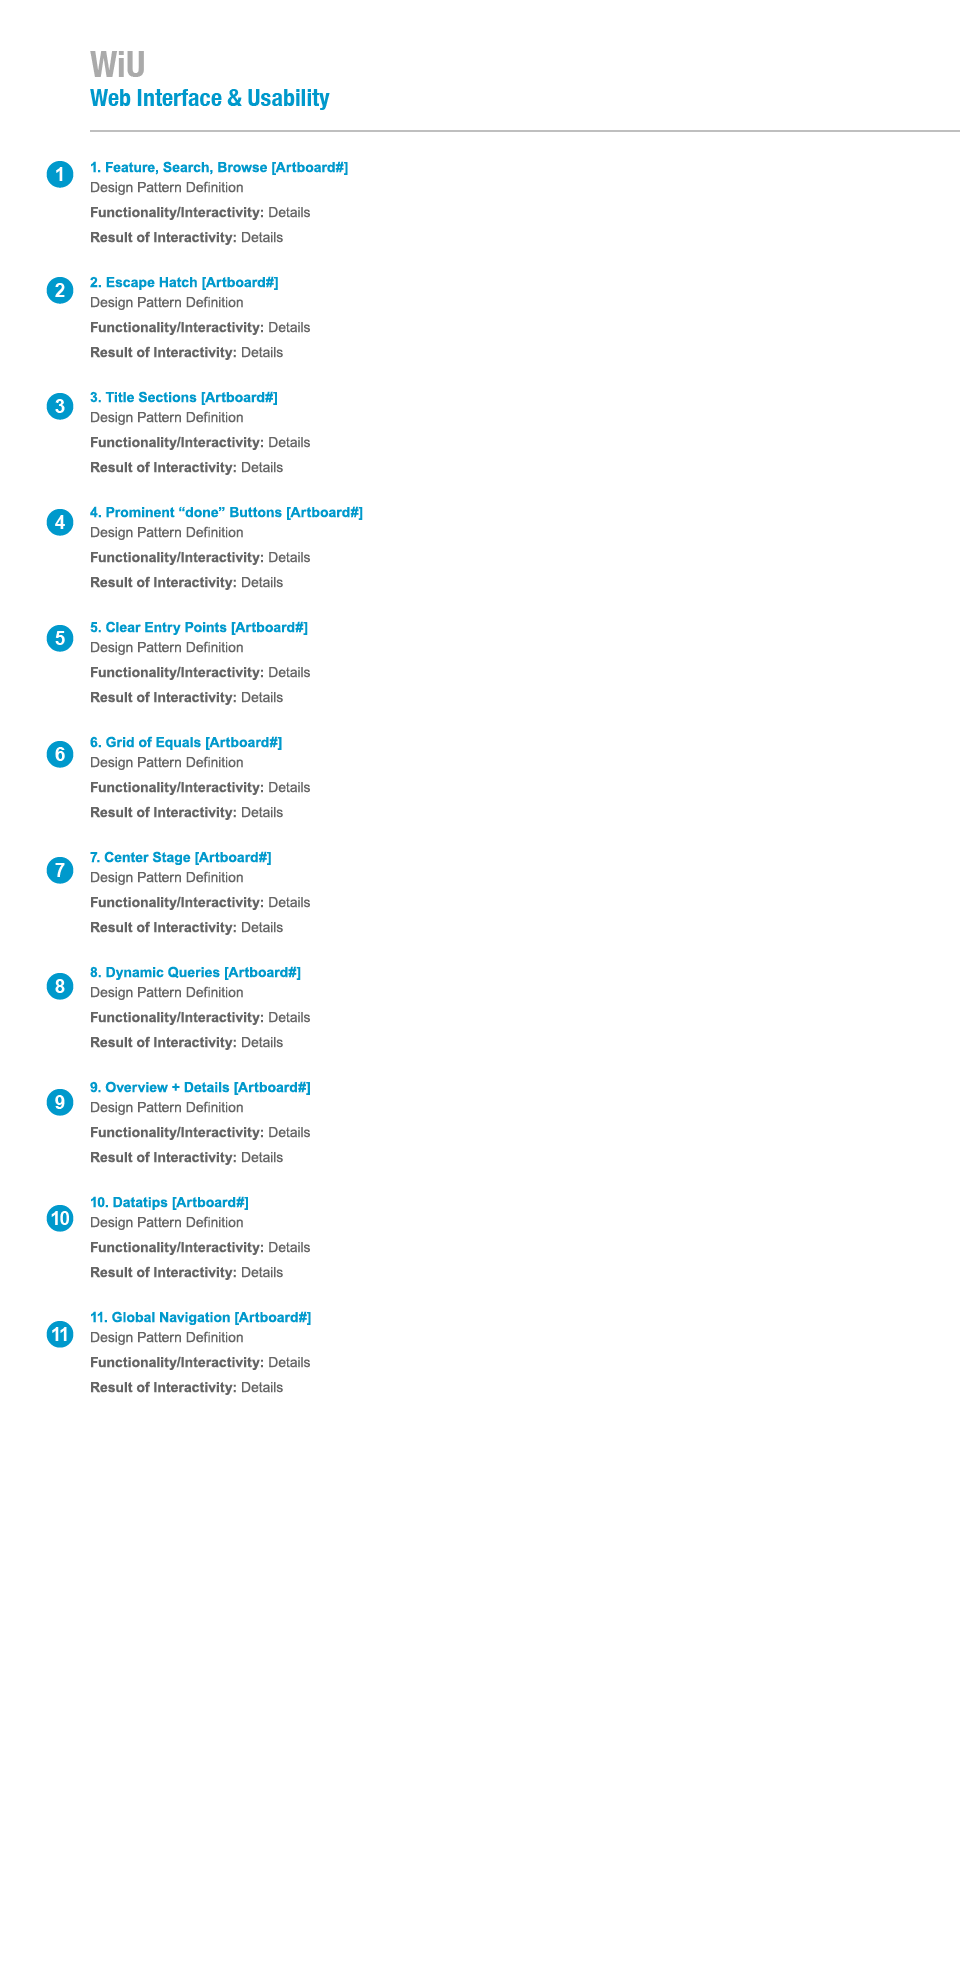 WiU
Web Interface & Usability
1
1. Feature, Search, Browse [Artboard#]
Design Pattern Definition
Functionality/Interactivity: Details
Result of Interactivity: Details
2
2. Escape Hatch [Artboard#]
Design Pattern Definition
Functionality/Interactivity: Details
Result of Interactivity: Details
3
3. Title Sections [Artboard#]
Design Pattern Definition
Functionality/Interactivity: Details
Result of Interactivity: Details
4
4. Prominent “done” Buttons [Artboard#]
Design Pattern Definition
Functionality/Interactivity: Details
Result of Interactivity: Details
5
5. Clear Entry Points [Artboard#]
Design Pattern Definition
Functionality/Interactivity: Details
Result of Interactivity: Details
6
6. Grid of Equals [Artboard#]
Design Pattern Definition
Functionality/Interactivity: Details
Result of Interactivity: Details
7
7. Center Stage [Artboard#]
Design Pattern Definition
Functionality/Interactivity: Details
Result of Interactivity: Details
8
8. Dynamic Queries [Artboard#]
Design Pattern Definition
Functionality/Interactivity: Details
Result of Interactivity: Details
9
9. Overview + Details [Artboard#]
Design Pattern Definition
Functionality/Interactivity: Details
Result of Interactivity: Details
10
10. Datatips [Artboard#]
Design Pattern Definition
Functionality/Interactivity: Details
Result of Interactivity: Details
11
11. Global Navigation [Artboard#]
Design Pattern Definition
Functionality/Interactivity: Details
Result of Interactivity: Details